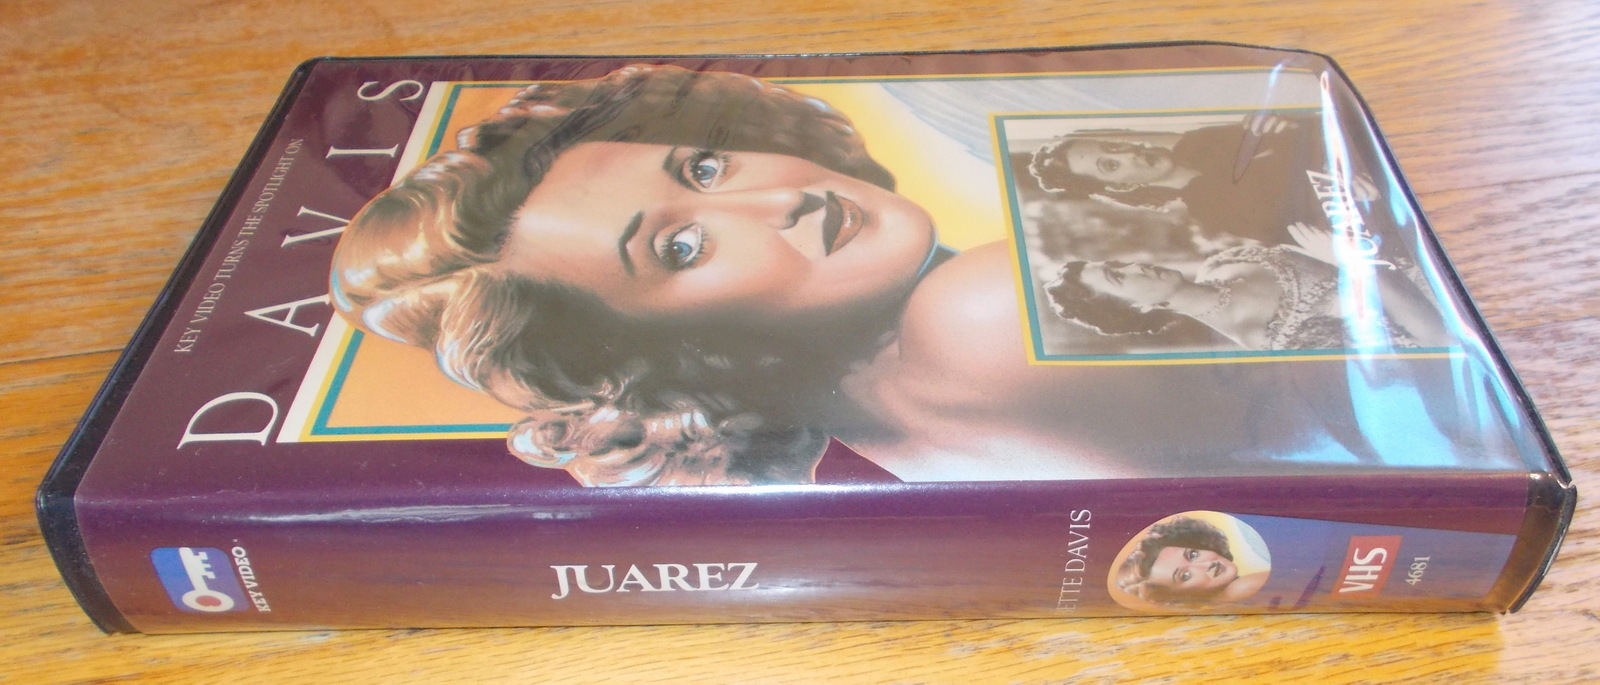 KEY VIDEO TURNS THE SPOTLIGHT ON
DAVIS
JUAREZ
KEY VIDEO
JUAREZ
ETTE DAVIS
VHS
4681